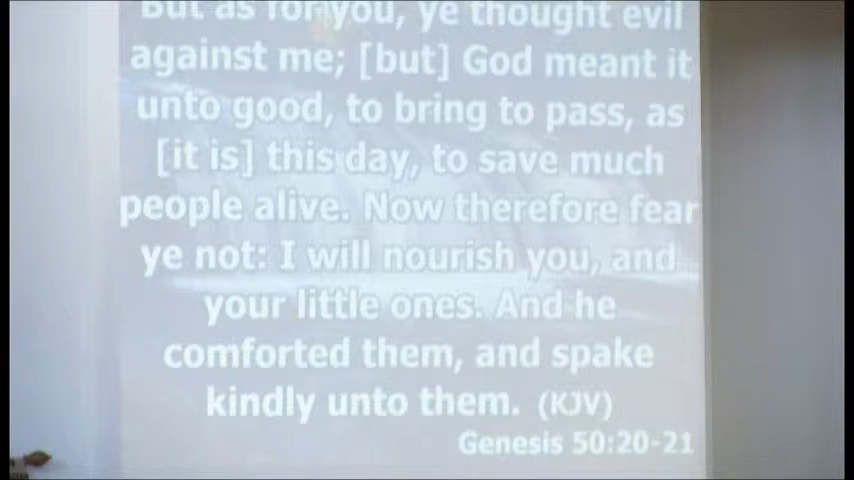 But as for you, ye thought evil
against me; [but] God meant it
unto good, to bring to pass, as
[it is] this day, to save much
people alive. Now therefore fear
ye not: I will nourish you, and
your little ones. And he
comforted them, and spake
kindly unto them. (KJV)
Genesis 50:20-21